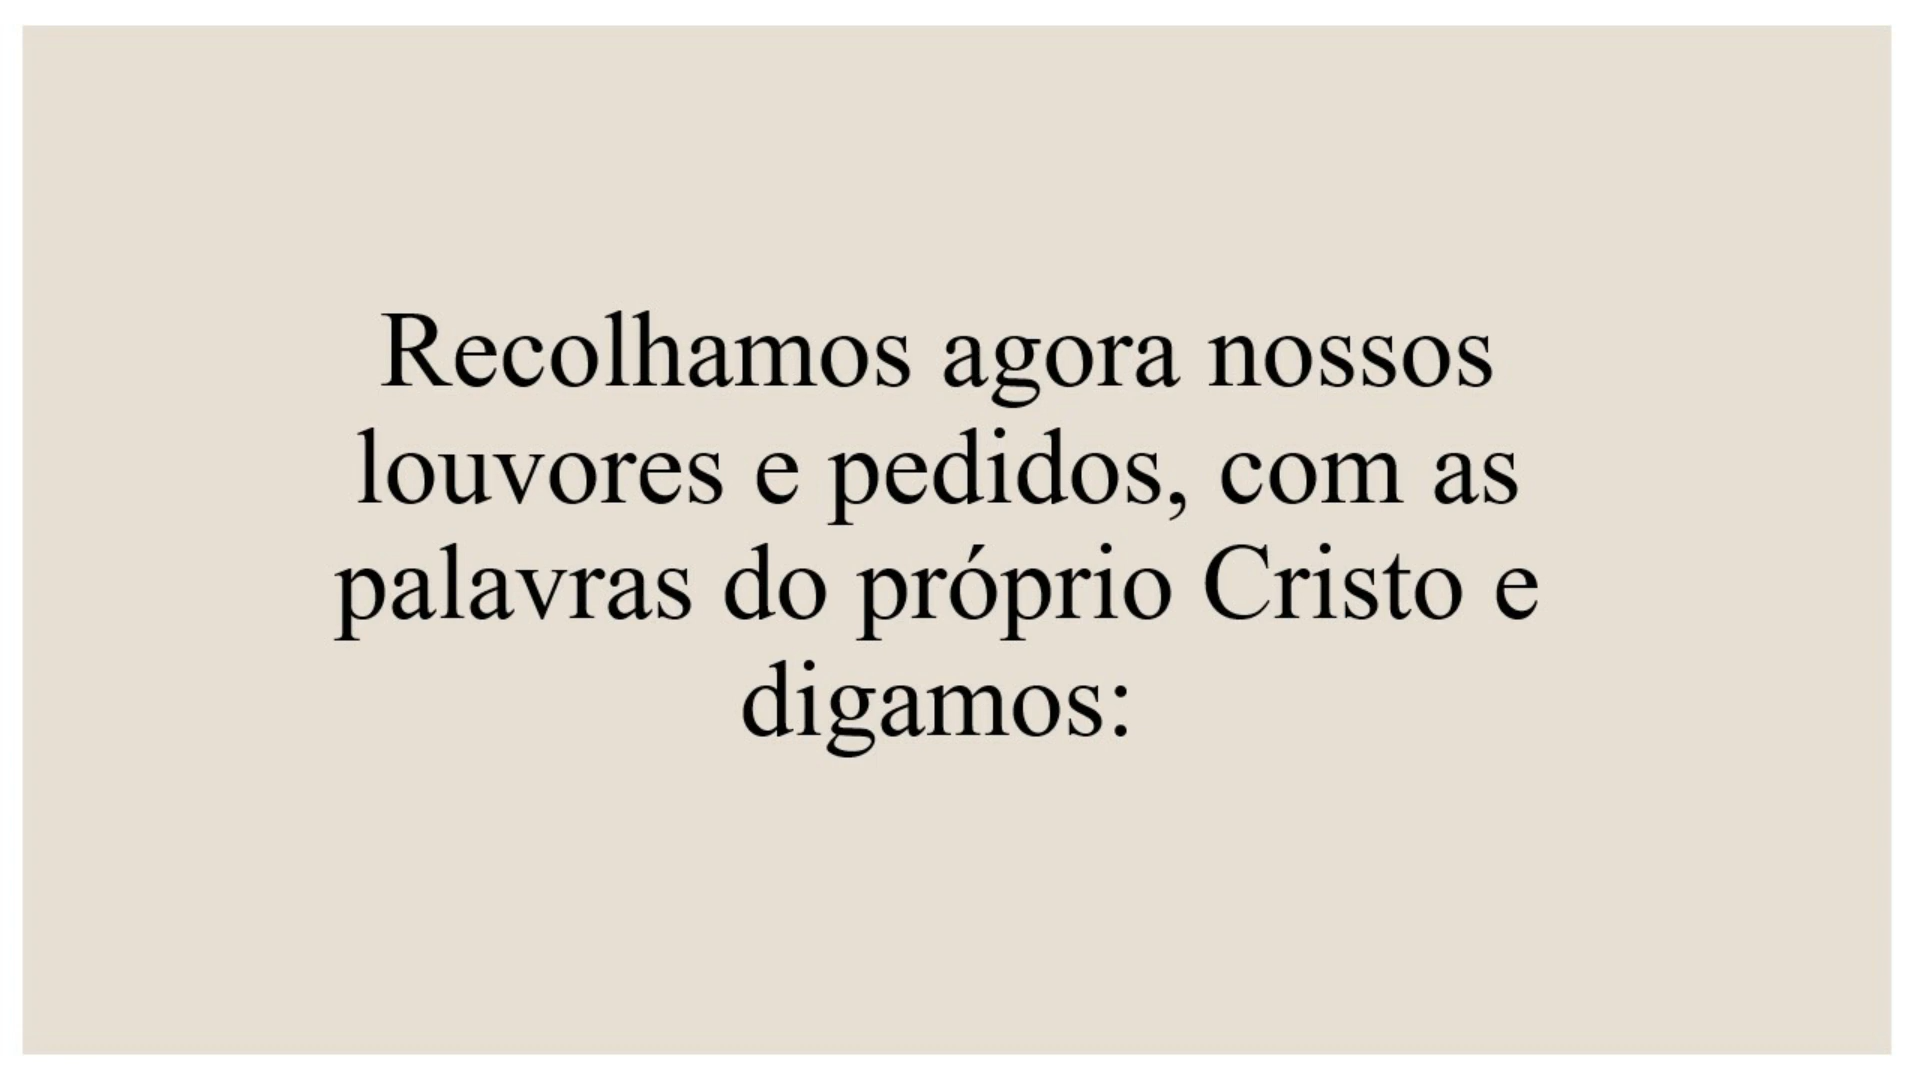 Recolhamos agora nossos
louvores e pedidos, com as
palavras do próprio Cristo e
digamos: